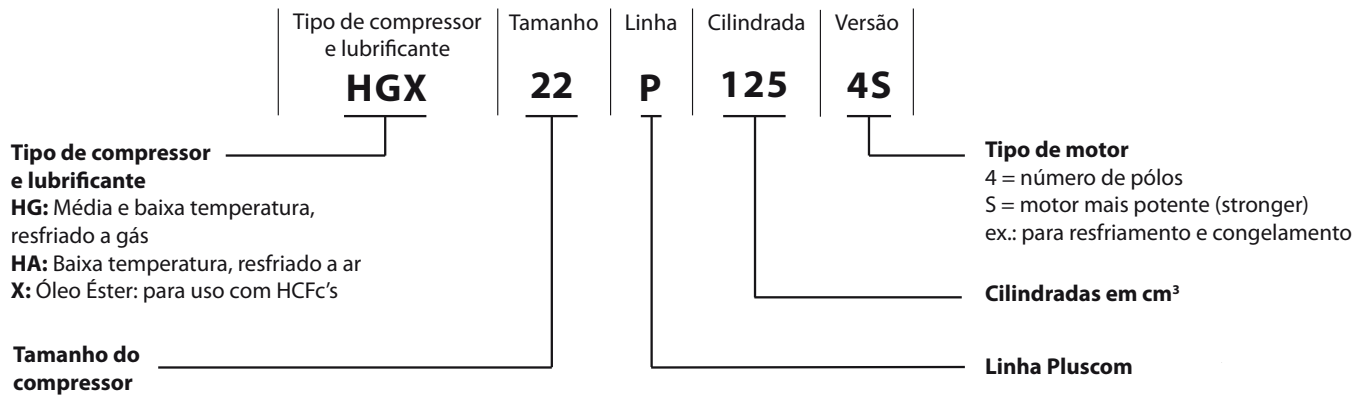 Tipo de compressor
e lubrificante
Tamanho
Linha
Cilindrada
Versão
HGX
22
P
125
4S
Tipo de compressor
e lubrificante
HG: Média e baixa temperatura,
resfriado a gás
HA: Baixa temperatura, resfriado a ar
X: Óleo Éster: para uso com HCFc's
Tamanho do
compressor
Tipo de motor
4 = número de pólos
S = motor mais potente (stronger)
ex.: para resfriamento e congelamento
Cilindradas em cm³
Linha Pluscom